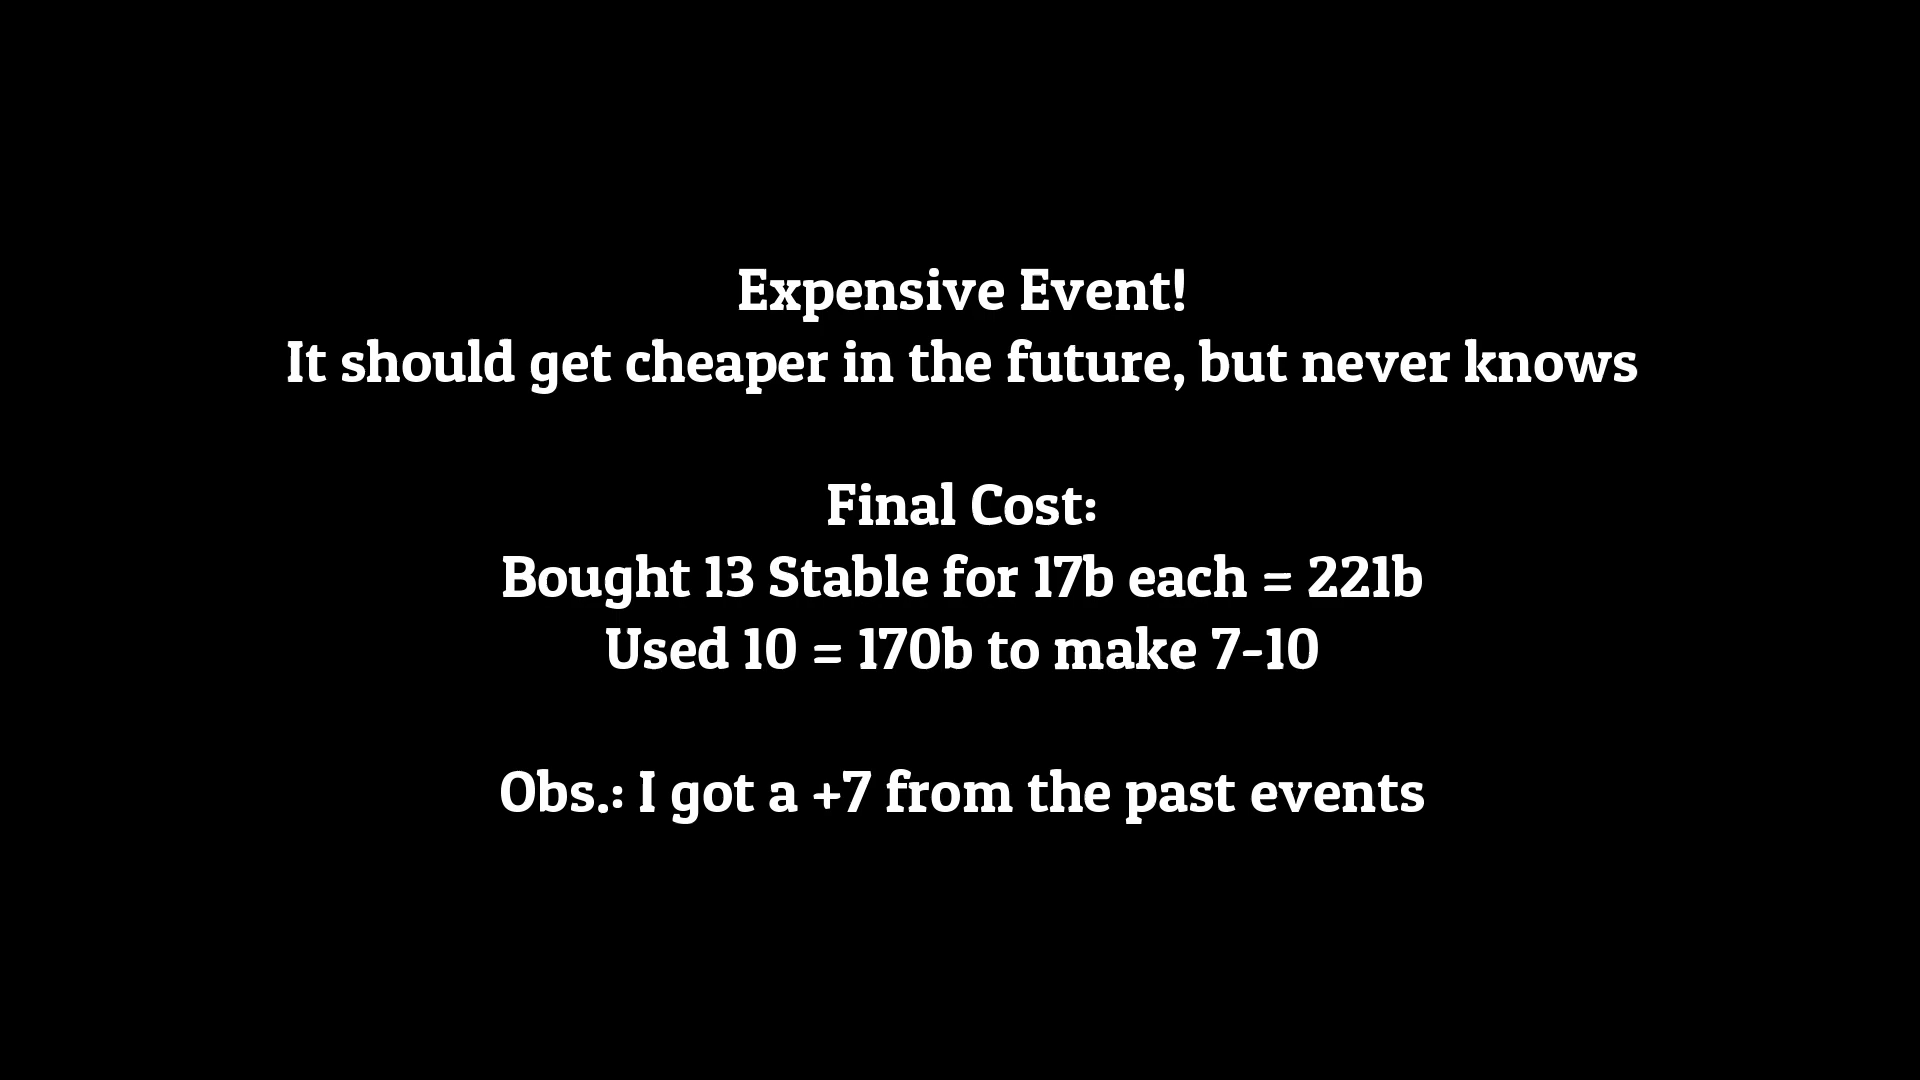 Expensive Event!
It should get cheaper in the future, but never knows
Final Cost:
Bought 13 Stable for 17b each = 221b
Used 10 = 170b to make 7-10
Obs.: I got a +7 from the past events